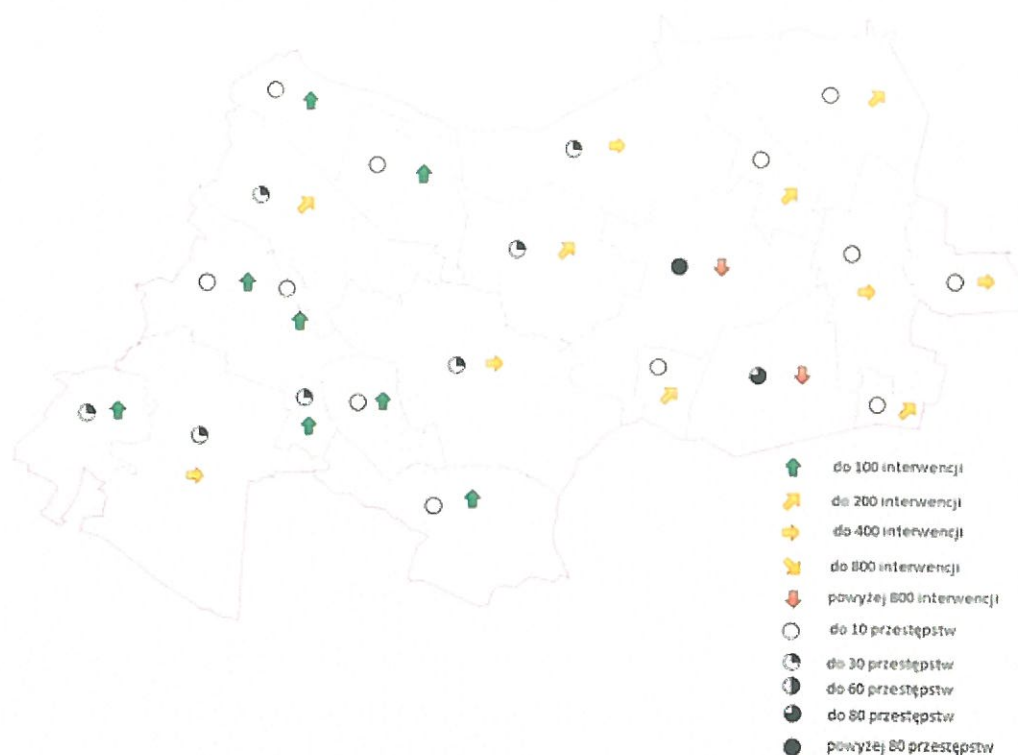 do 100 interwencji
do 200 interwencji
do 400 interwencji
do 800 interwencji
powyżej 800 interwencji
do 10 przestępstw
do 30 przestępstw
do 60 przestępstw
do 80 przestępstw
powyżej 80 przestępstw